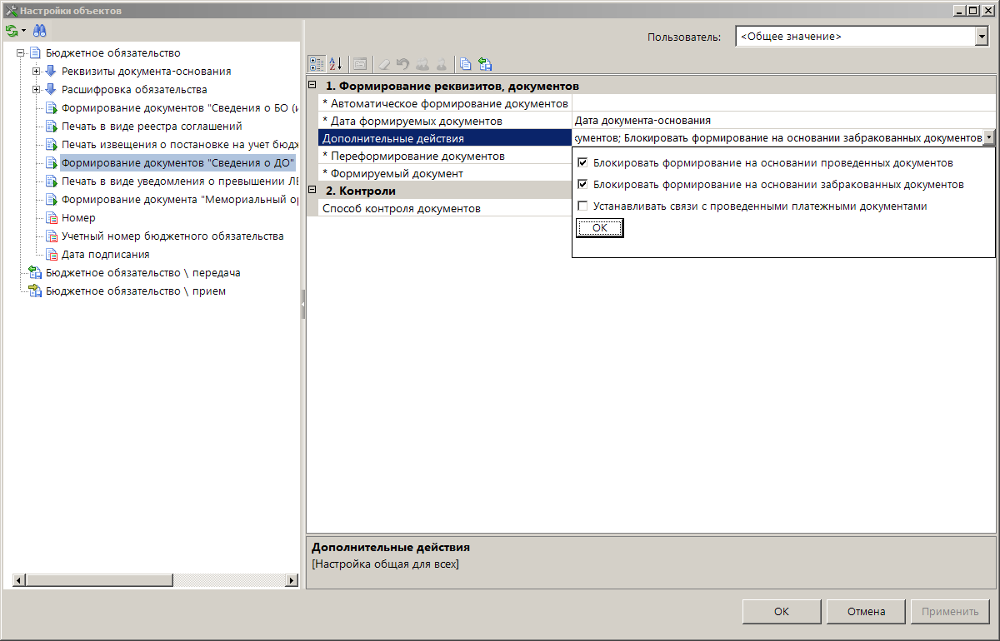 Настройки объектов
Пользователь:
<Общее значение>
Бюджетное обязательство
Реквизиты документа-основания
Расшифровка обязательства
Формирование документов "Сведения о БО (и
Печать в виде реестра соглашений
Печать извещения о постановке на учет бюдж
Формирование документов "Сведения о ДО"
Печать в виде уведомления о превышении ЛБ
Формирование документа "Мемориальный ор
Номер
Учетный номер бюджетного обязательства
Дата подписания
Бюджетное обязательство \ передача
Бюджетное обязательство \ прием
1. Формирование реквизитов, документов
* Автоматическое формирование документов
* Дата формируемых документов
Дата документа-основания
Дополнительные действия
ументов; Блокировать формирование на основании забракованных документов
* Переформирование документов
* Формируемый документ
2. Контроли
Способ контроля документов
Блокировать формирование на основании проведенных документов
Блокировать формирование на основании забракованных документов
Устанавливать связи с проведенными платежными документами
OK
Дополнительные действия
[Настройка общая для всех]
OK
Отмена
Применить